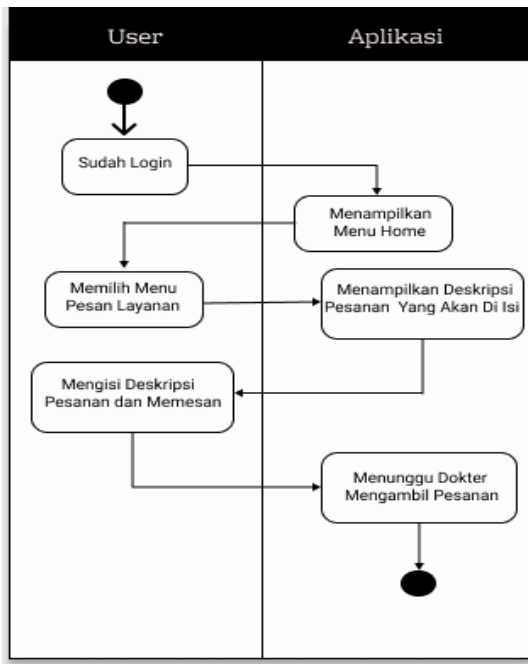 User
Aplikasi
Sudah Login
Menampilkan
Menu Home
Memilih Menu
Pesan Layanan
Menampilkan Deskripsi
Pesanan Yang Akan Di Isi
Mengisi Deskripsi
Pesanan dan Memesan
Menunggu Dokter
Mengambil Pesanan